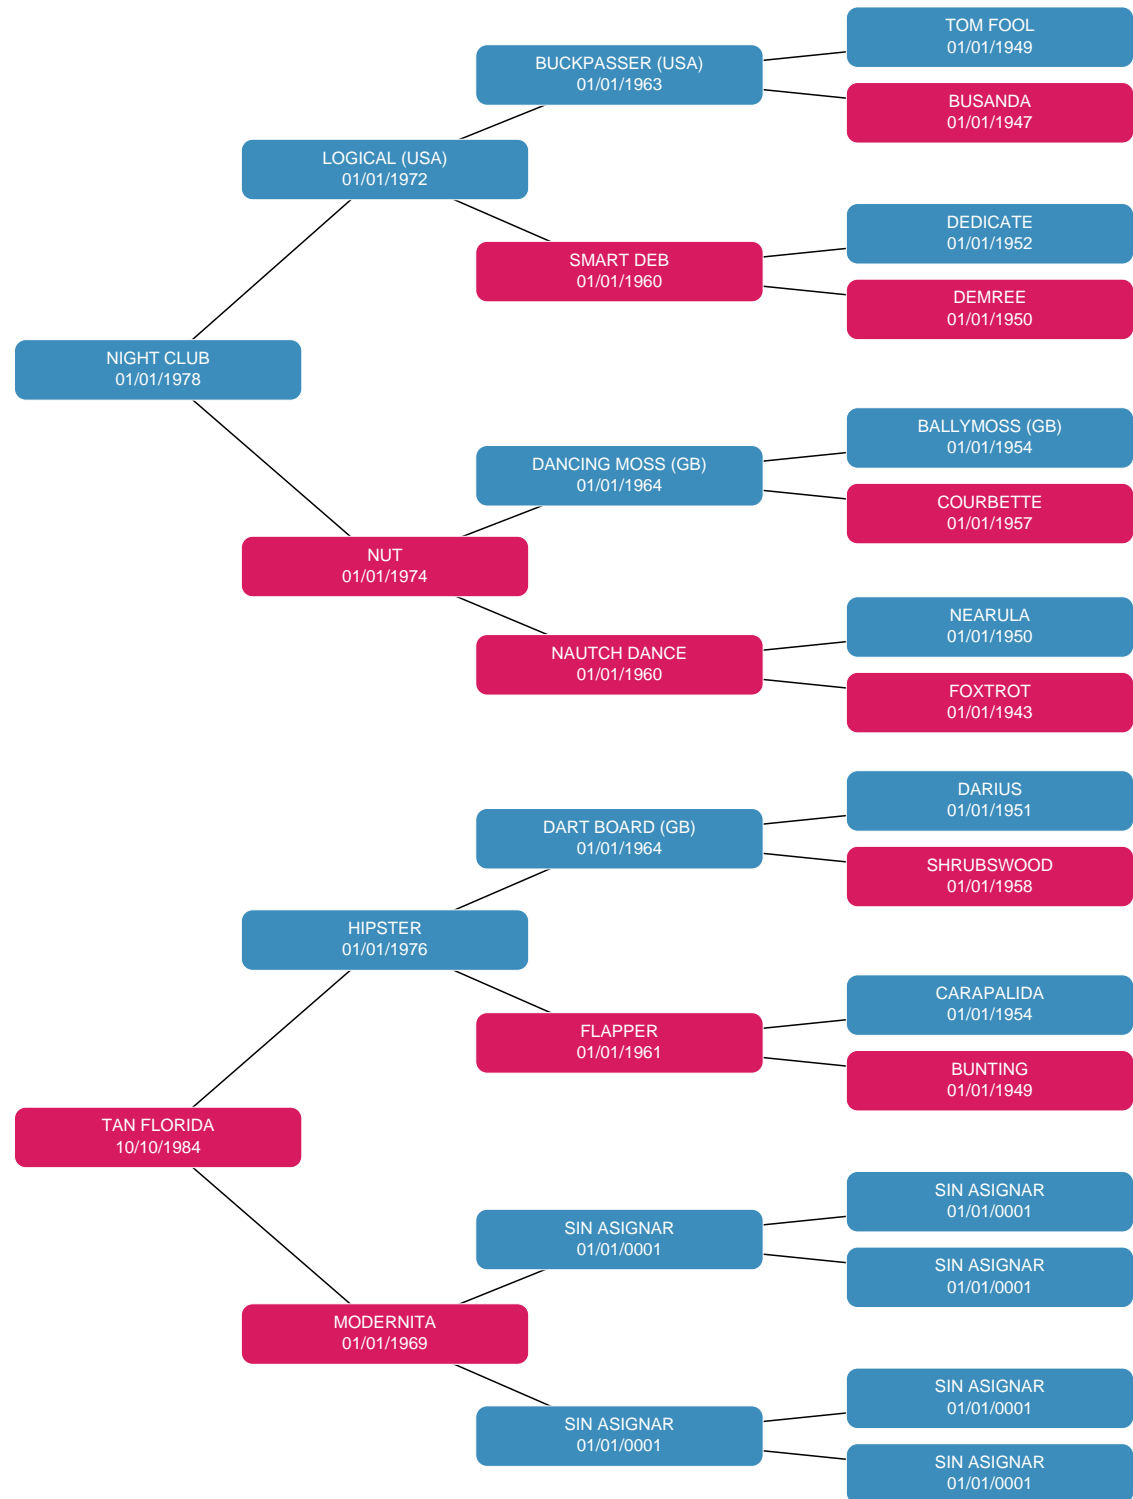 TOM FOOL
01/01/1949
BUCKPASSER (USA)
01/01/1963
BUSANDA
01/01/1947
LOGICAL (USA)
01/01/1972
DEDICATE
01/01/1952
SMART DEB
01/01/1960
DEMREE
01/01/1950
NIGHT CLUB
01/01/1978
BALLYMOSS (GB)
01/01/1954
DANCING MOSS (GB)
01/01/1964
COURBETTE
01/01/1957
NUT
01/01/1974
NEARULA
01/01/1950
NAUTCH DANCE
01/01/1960
FOXTROT
01/01/1943
DARIUS
01/01/1951
DART BOARD (GB)
01/01/1964
SHRUBSWOOD
01/01/1958
HIPSTER
01/01/1976
CARAPALIDA
01/01/1954
FLAPPER
01/01/1961
BUNTING
01/01/1949
TAN FLORIDA
10/10/1984
SIN ASIGNAR
01/01/0001
SIN ASIGNAR
01/01/0001
SIN ASIGNAR
01/01/0001
MODERNITA
01/01/1969
SIN ASIGNAR
01/01/0001
SIN ASIGNAR
01/01/0001
SIN ASIGNAR
01/01/0001